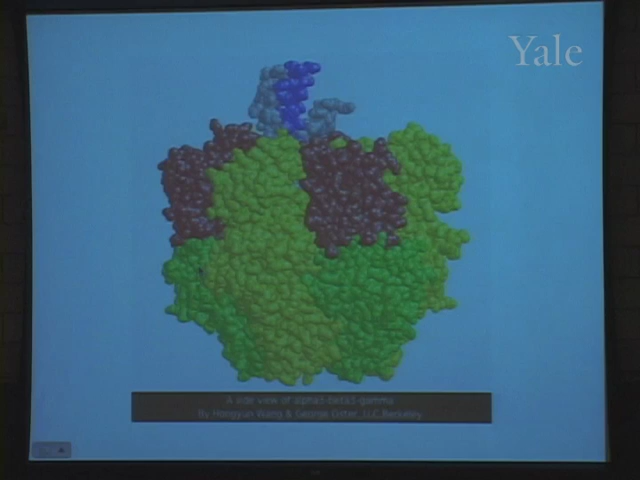 Yale
A side view of alpha3-beta3-gamma
By Hongyun Wang & George Oster, U.C.Berkeley